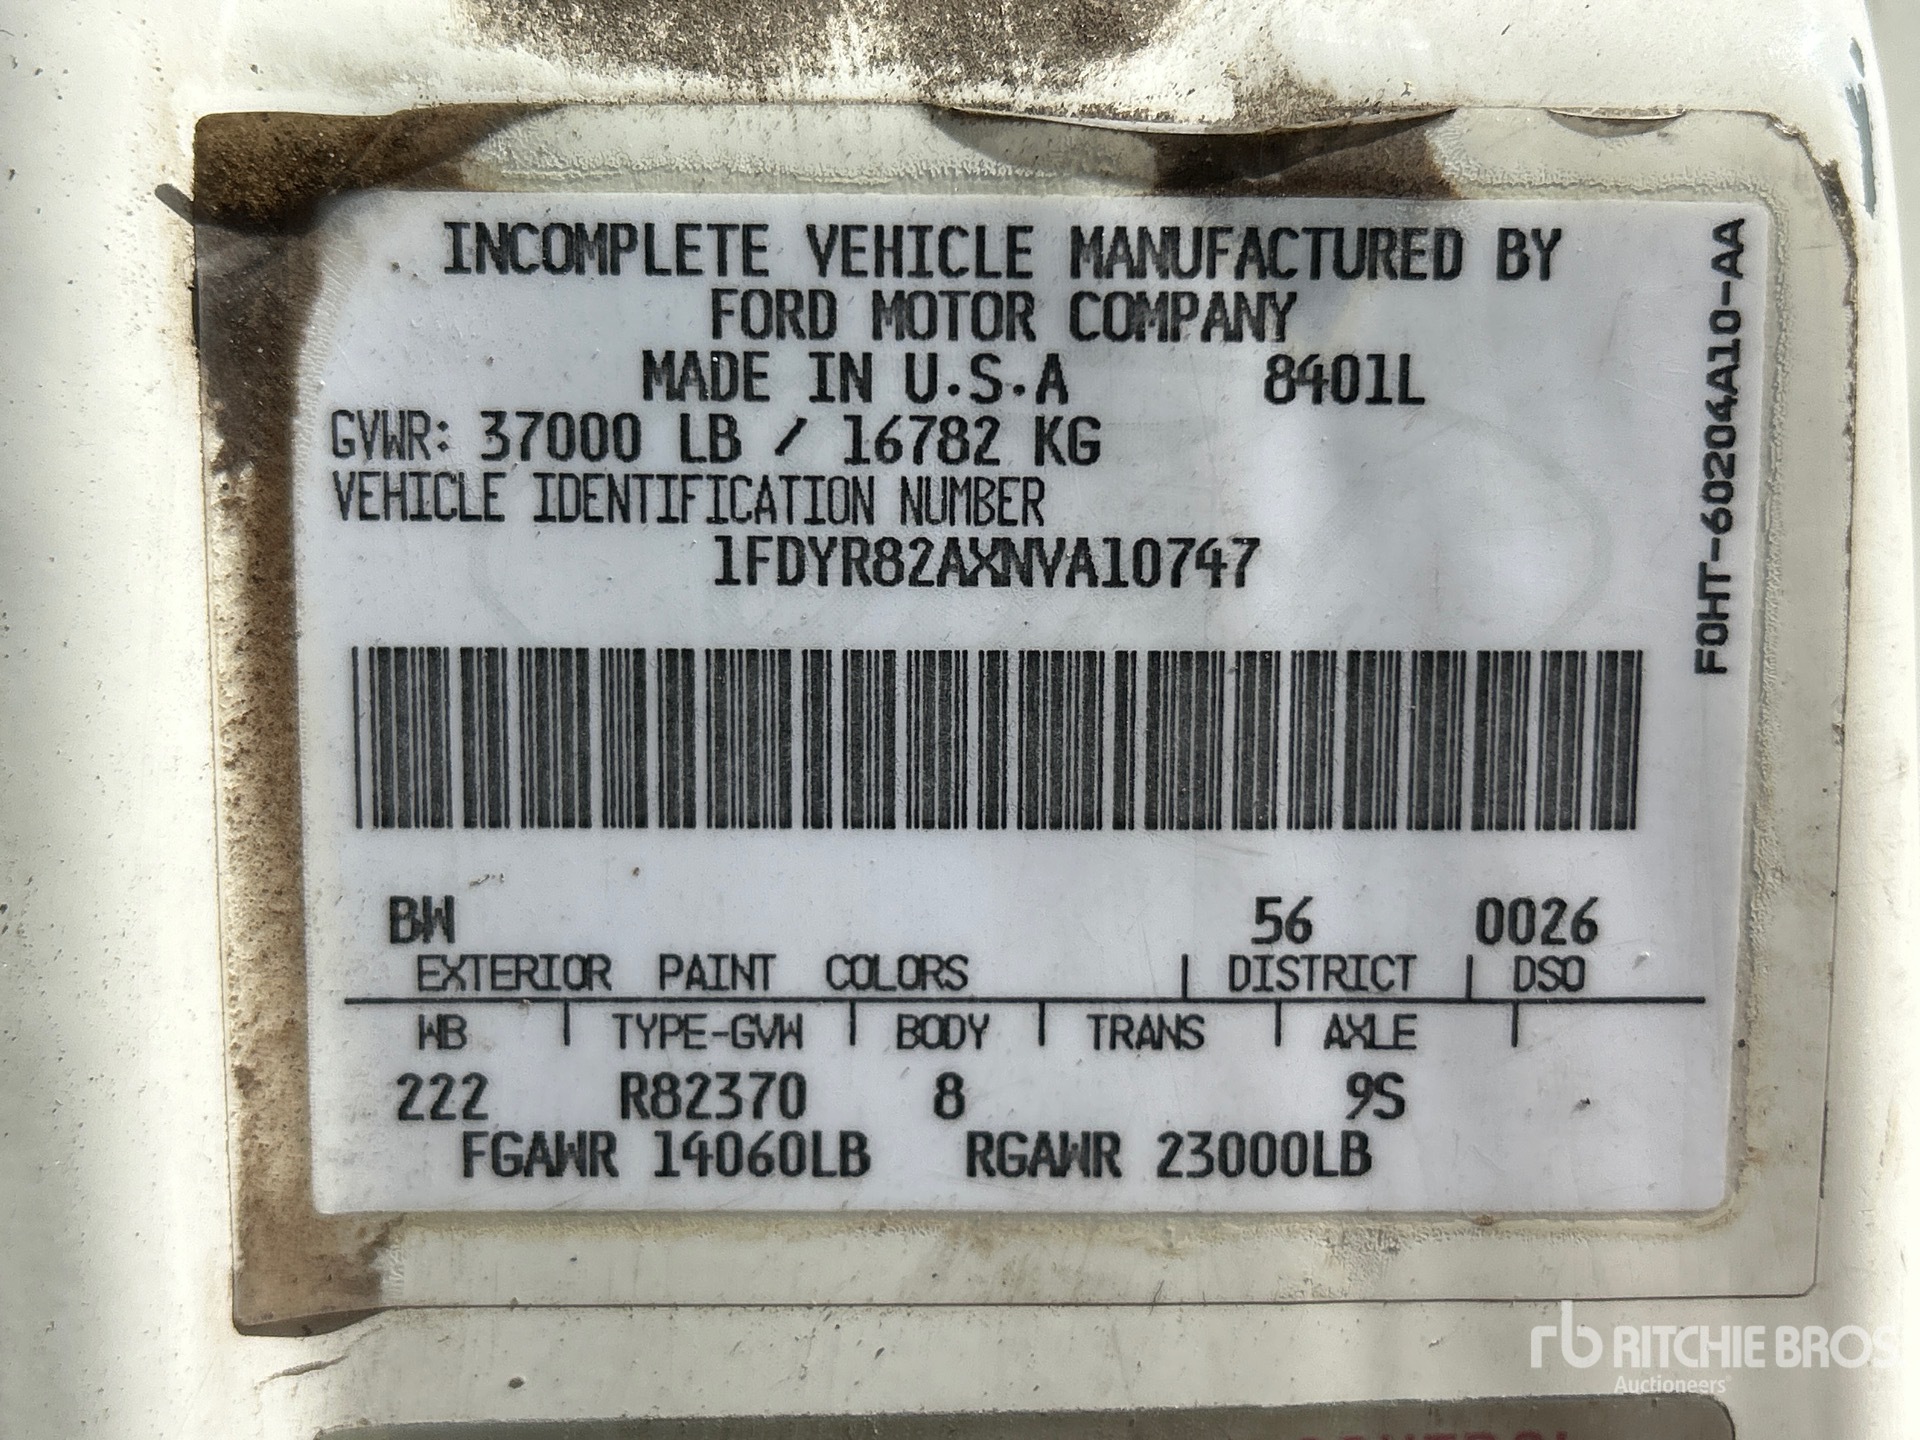 INCOMPLETE VEHICLE MANUFACTURED BY
FORD MOTOR COMPANY
MADE IN U.S.A 8401L
GVWR: 37000 LB / 16782 KG
VEHICLE IDENTIFICATION NUMBER
1FDYR82AXNVA10747
F0HT-60204A10-AA
BW 56 0026
EXTERIOR PAINT COLORS | DISTRICT | DSO
WB | TYPE-GVW | BODY | TRANS | AXLE |
222 R82370 8 9S
FGAWR 14060LB RGAWR 23000LB
rb RITCHIE BROS
Auctioneers